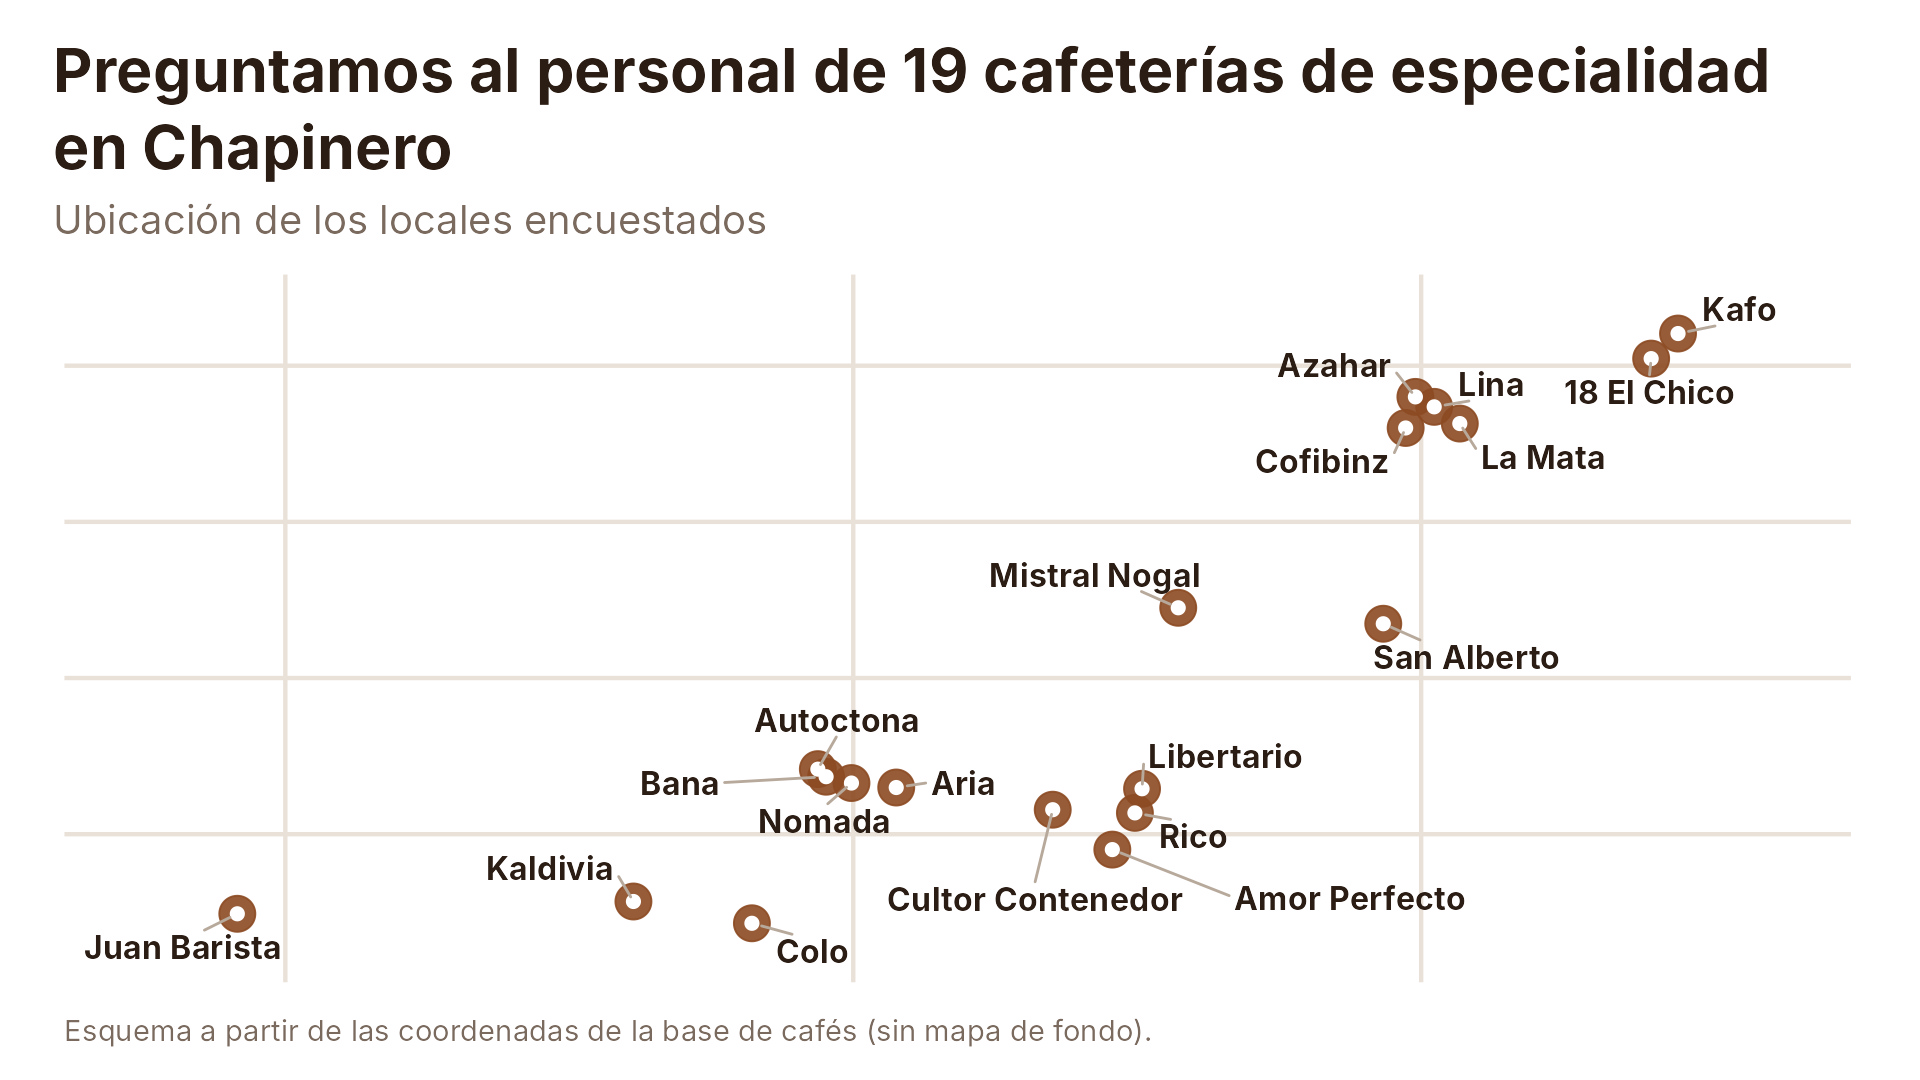 Preguntamos al personal de 19 cafeterías de especialidad
en Chapinero
Ubicación de los locales encuestados
Kafo
Azahar
Lina
18 El Chico
Cofibinz
La Mata
Mistral Nogal
San Alberto
Autoctona
Libertario
Bana
Aria
Nomada
Rico
Kaldivia
Cultor Contenedor
Amor Perfecto
Juan Barista
Colo
Esquema a partir de las coordenadas de la base de cafés (sin mapa de fondo).